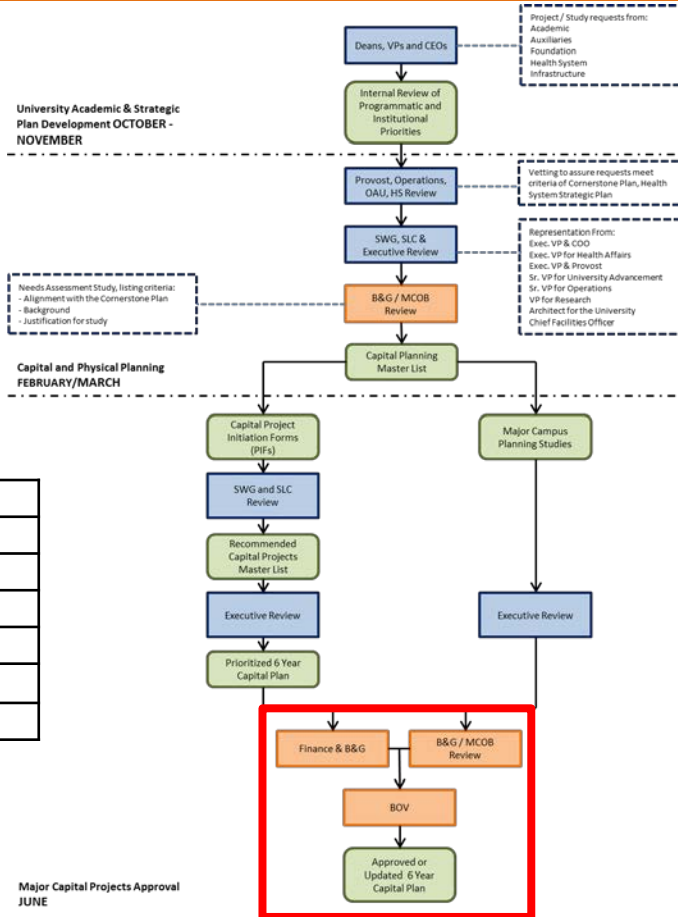 Deans, VPs and CEOs
Project / Study requests from:
Academic
Auxiliaries
Foundation
Health System
Infrastructure
Internal Review of
Programmatic and
Institutional
Priorities
University Academic & Strategic
Plan Development OCTOBER -
NOVEMBER
Provost, Operations,
OAU, HS Review
Vetting to assure requests meet
criteria of Cornerstone Plan, Health
System Strategic Plan
SWG, SLC &
Executive Review
Representation From:
Exec. VP & COO
Exec. VP for Health Affairs
Exec. VP & Provost
Sr. VP for University Advancement
Sr. VP for Operations
VP for Research
Architect for the University
Chief Facilities Officer
Needs Assessment Study, listing criteria:
- Alignment with the Cornerstone Plan
- Background
- Justification for study
B&G / MCOB
Review
Capital Planning
Master List
Capital and Physical Planning
FEBRUARY/MARCH
Capital Project
Initiation Forms
(PIFs)
Major Campus
Planning Studies
SWG and SLC
Review
Recommended
Capital Projects
Master List
Executive Review
Executive Review
Prioritized 6 Year
Capital Plan
Finance & B&G
B&G / MCOB
Review
BOV
Approved or
Updated 6 Year
Capital Plan
Major Capital Projects Approval
JUNE